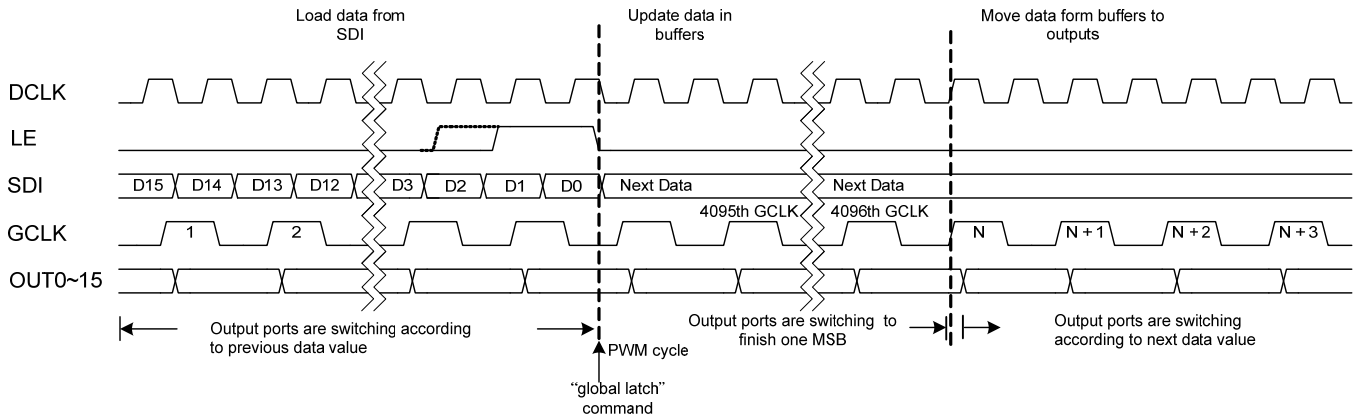 Load data from
SDI
Update data in
buffers
Move data form buffers to
outputs
DCLK
LE
SDI
D15 D14 D13 D12 D3 D2 D1 D0 Next Data Next Data
4095th GCLK 4096th GCLK
GCLK
1 2 N N + 1 N + 2 N + 3
OUT0~15
Output ports are switching according
to previous data value
Output ports are switching to
finish one MSB
Output ports are switching
according to next data value
PWM cycle
“global latch”
command